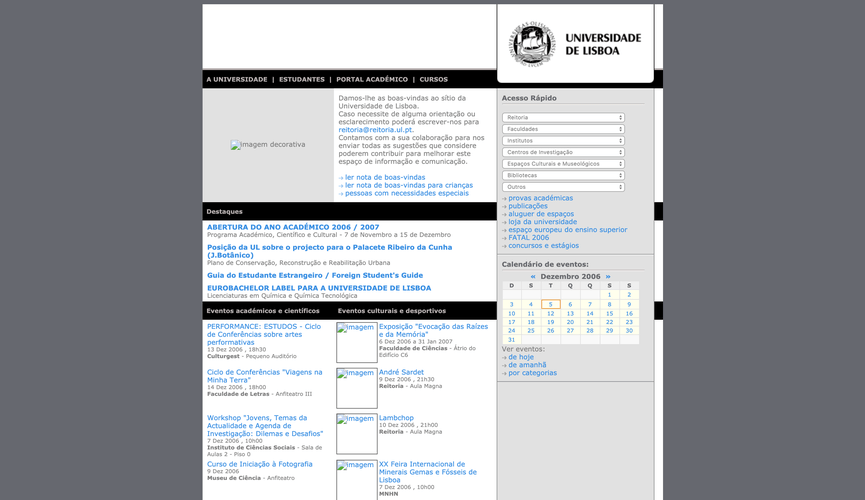 UNIVERSIDADE
DE LISBOA
A UNIVERSIDADE | ESTUDANTES | PORTAL ACADÉMICO | CURSOS
imagem decorativa
Damos-lhe as boas-vindas ao sítio da
Universidade de Lisboa.
Caso necessite de alguma orientação ou
esclarecimento poderá escrever-nos para
reitoria@reitoria.ul.pt.
Contamos com a sua colaboração para nos
enviar todas as sugestões que considere
poderem contribuir para melhorar este
espaço de informação e comunicação.
ler nota de boas-vindas
ler nota de boas-vindas para crianças
pessoas com necessidades especiais
Destaques
ABERTURA DO ANO ACADÉMICO 2006 / 2007
Programa Académico, Científico e Cultural - 7 de Novembro a 15 de Dezembro
Posição da UL sobre o projecto para o Palacete Ribeiro da Cunha
(J.Botânico)
Plano de Conservação, Reconstrução e Reabilitação Urbana
Guia do Estudante Estrangeiro / Foreign Student's Guide
EUROBACHELOR LABEL PARA A UNIVERSIDADE DE LISBOA
Licenciaturas em Química e Química Tecnológica
Eventos académicos e científicos
PERFORMANCE: ESTUDOS - Ciclo
de Conferências sobre artes
performativas
13 Dez 2006 , 18h30
Culturgest - Pequeno Auditório
Ciclo de Conferências "Viagens na
Minha Terra"
14 Dez 2006 , 18h00
Faculdade de Letras - Anfiteatro III
Workshop "Jovens, Temas da
Actualidade e Agenda de
Investigação: Dilemas e Desafios"
7 Dez 2006 , 10h00
Instituto de Ciências Sociais - Sala de
Aulas 2 - Piso 0
Curso de Iniciação à Fotografia
9 Dez 2006
Museu de Ciência - Anfiteatro
Eventos culturais e desportivos
imagem
Exposição "Evocação das Raízes
e da Memória"
6 Dez 2006 a 31 Jan 2007
Faculdade de Ciências - Átrio do
Edifício C6
imagem
André Sardet
9 Dez 2006 , 21h30
Reitoria - Aula Magna
imagem
Lambchop
10 Dez 2006 , 21h00
Reitoria - Aula Magna
imagem
XX Feira Internacional de
Minerais Gemas e Fósseis de
Lisboa
7 Dez 2006 , 10h00
MNHN
Acesso Rápido
Reitoria
Faculdades
Institutos
Centros de Investigação
Espaços Culturais e Museológicos
Bibliotecas
Outros
provas académicas
publicações
aluguer de espaços
loja da universidade
espaço europeu do ensino superior
FATAL 2006
concursos e estágios
Calendário de eventos:
« Dezembro 2006 »
D S T Q Q S S
1 2
3 4 5 6 7 8 9
10 11 12 13 14 15 16
17 18 19 20 21 22 23
24 25 26 27 28 29 30
31
Ver eventos:
de hoje
de amanhã
por categorias